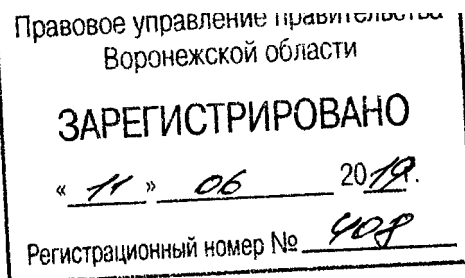 Правовое управление правительства
Воронежской области
ЗАРЕГИСТРИРОВАНО
« 11 » 06 2019.
Регистрационный номер № 408